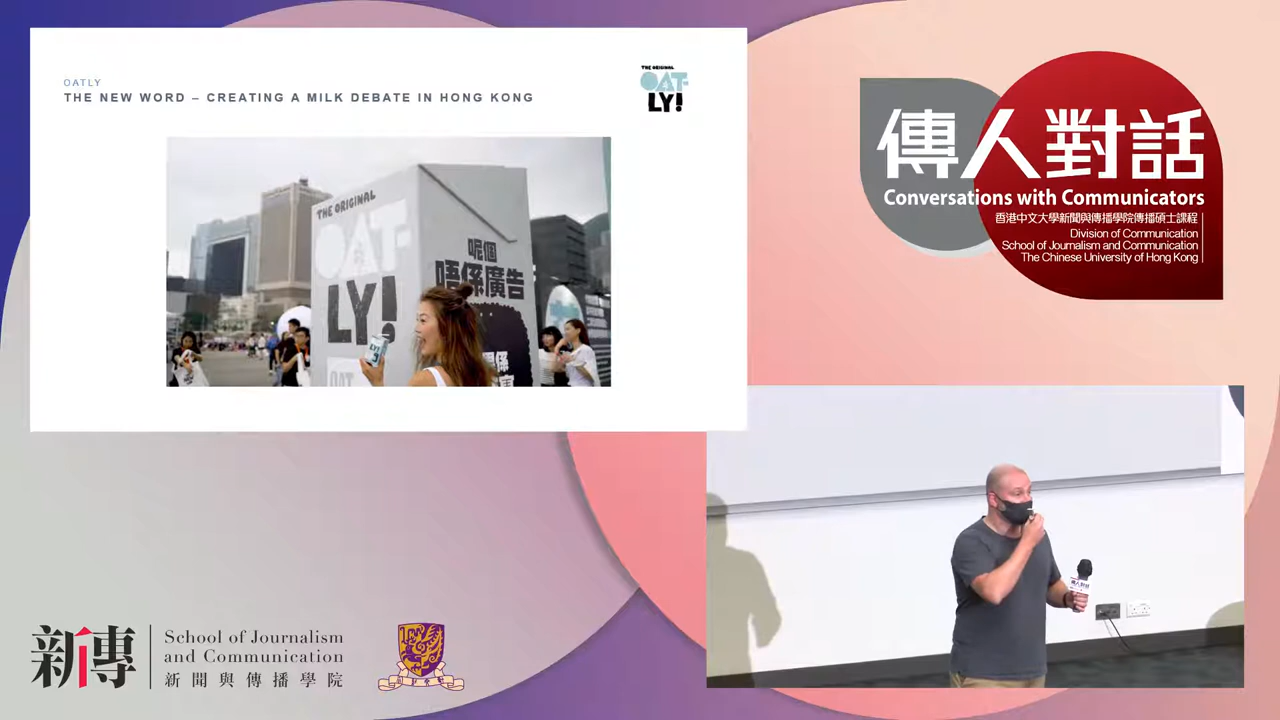 OATLY
THE NEW WORD – CREATING A MILK DEBATE IN HONG KONG
THE ORIGINAL
OAT-
LY!
THE ORIGINAL
OAT-
LY!
呢個
唔係廣告
傳人對話
Conversations with Communicators
香港中文大學新聞與傳播學院傳播碩士課程
Division of Communication
School of Journalism and Communication
The Chinese University of Hong Kong
傳人對話
新傳
School of Journalism
and Communication
新聞與傳播學院